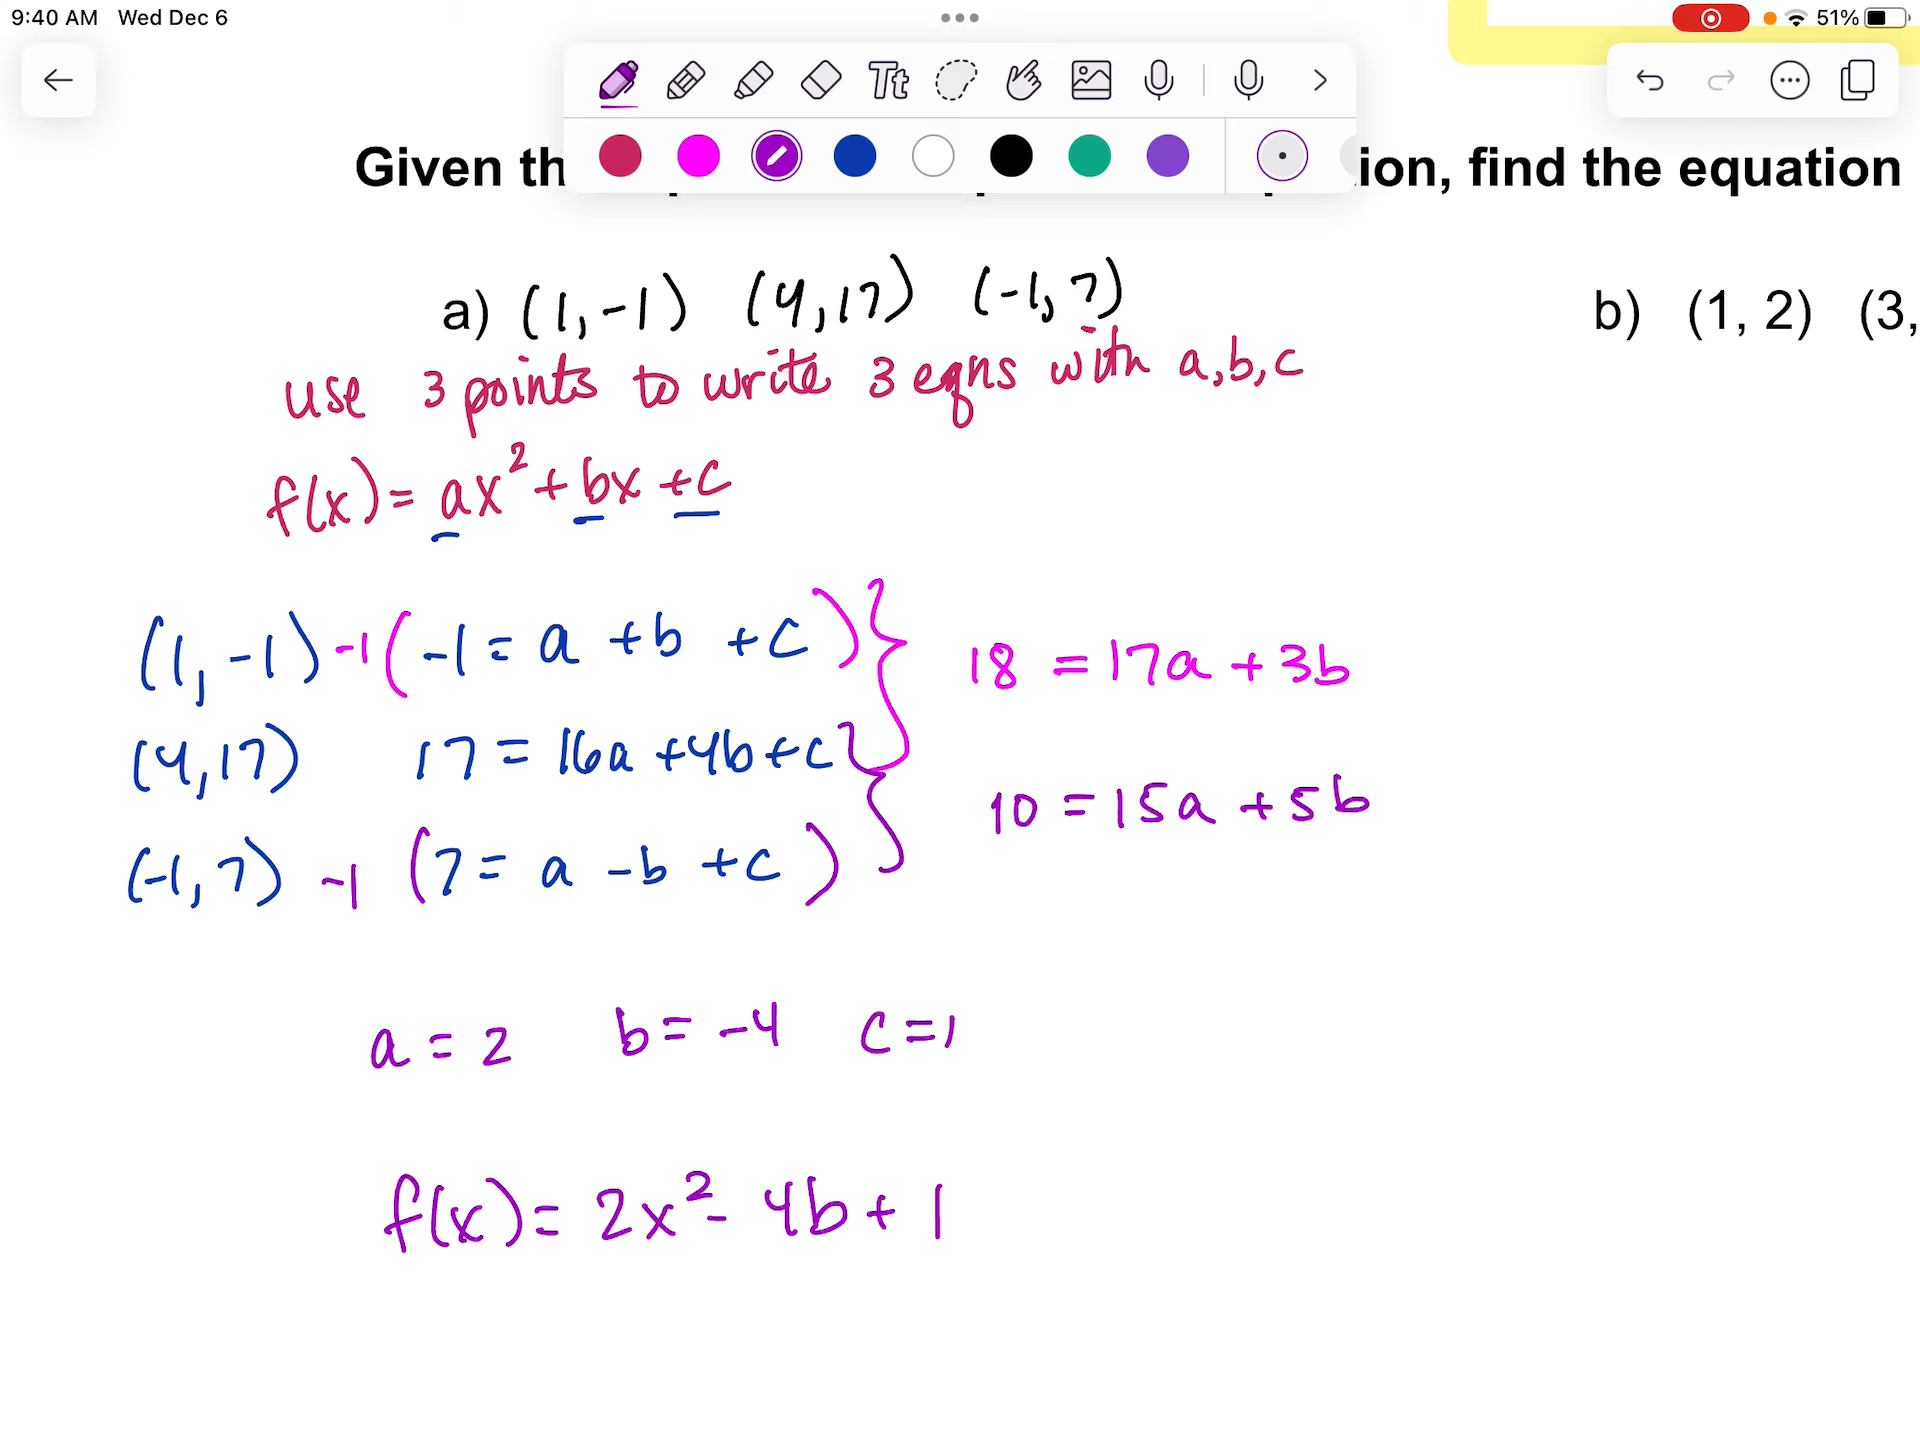 9:40 AM Wed Dec 6
51%
Tt
Given th
ion, find the equation
a) (1,-1) (4,17) (-1,7)
b) (1, 2) (3,
use 3 points to write 3 eqns with a,b,c
f(x)= ax²+bx+c
(1,-1) -1(-1= a +b +c)
18 = 17a +3b
(4,17) 17= 16a +4b+c
10 = 15a +5b
(-1,7) -1 (7= a -b +c)
a = 2 b= -4 c=1
f(x)= 2x²- 4b+ 1